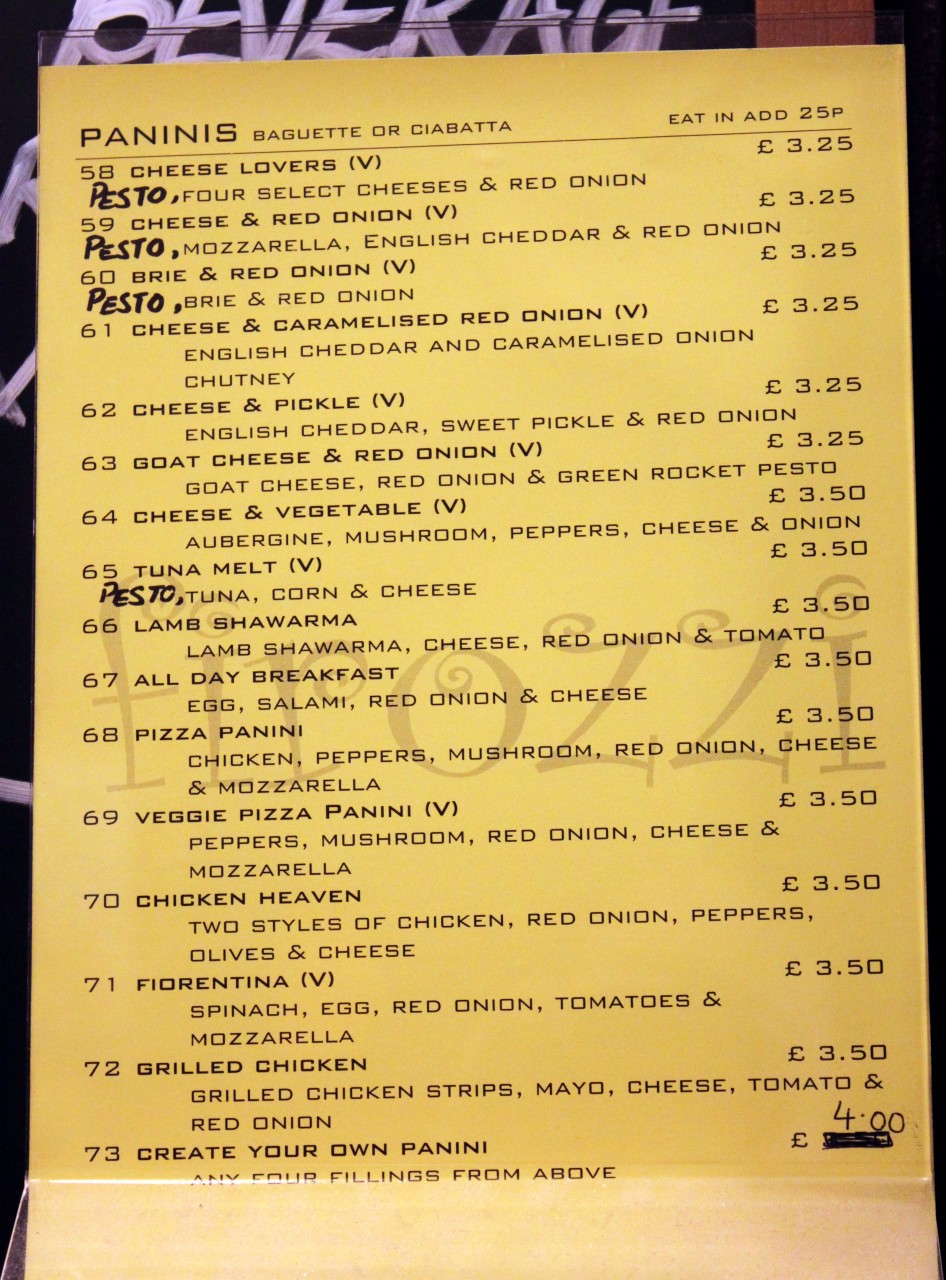 BEVERAGE
PANINIS BAGUETTE OR CIABATTA EAT IN ADD 25P
58 CHEESE LOVERS (V) £ 3.25
PESTO, FOUR SELECT CHEESES & RED ONION
59 CHEESE & RED ONION (V) £ 3.25
PESTO, MOZZARELLA, ENGLISH CHEDDAR & RED ONION
60 BRIE & RED ONION (V) £ 3.25
PESTO, BRIE & RED ONION
61 CHEESE & CARAMELISED RED ONION (V) £ 3.25
ENGLISH CHEDDAR AND CARAMELISED ONION
CHUTNEY
62 CHEESE & PICKLE (V) £ 3.25
ENGLISH CHEDDAR, SWEET PICKLE & RED ONION
63 GOAT CHEESE & RED ONION (V) £ 3.25
GOAT CHEESE, RED ONION & GREEN ROCKET PESTO
64 CHEESE & VEGETABLE (V) £ 3.50
AUBERGINE, MUSHROOM, PEPPERS, CHEESE & ONION
65 TUNA MELT (V) £ 3.50
PESTO, TUNA, CORN & CHEESE
66 LAMB SHAWARMA £ 3.50
LAMB SHAWARMA, CHEESE, RED ONION & TOMATO
67 ALL DAY BREAKFAST £ 3.50
EGG, SALAMI, RED ONION & CHEESE
firozzi
68 PIZZA PANINI £ 3.50
CHICKEN, PEPPERS, MUSHROOM, RED ONION, CHEESE
& MOZZARELLA
69 VEGGIE PIZZA PANINI (V) £ 3.50
PEPPERS, MUSHROOM, RED ONION, CHEESE &
MOZZARELLA
70 CHICKEN HEAVEN £ 3.50
TWO STYLES OF CHICKEN, RED ONION, PEPPERS,
OLIVES & CHEESE
71 FIORENTINA (V) £ 3.50
SPINACH, EGG, RED ONION, TOMATOES &
MOZZARELLA
72 GRILLED CHICKEN £ 3.50
GRILLED CHICKEN STRIPS, MAYO, CHEESE, TOMATO &
RED ONION
73 CREATE YOUR OWN PANINI £ 4.00
ANY FOUR FILLINGS FROM ABOVE